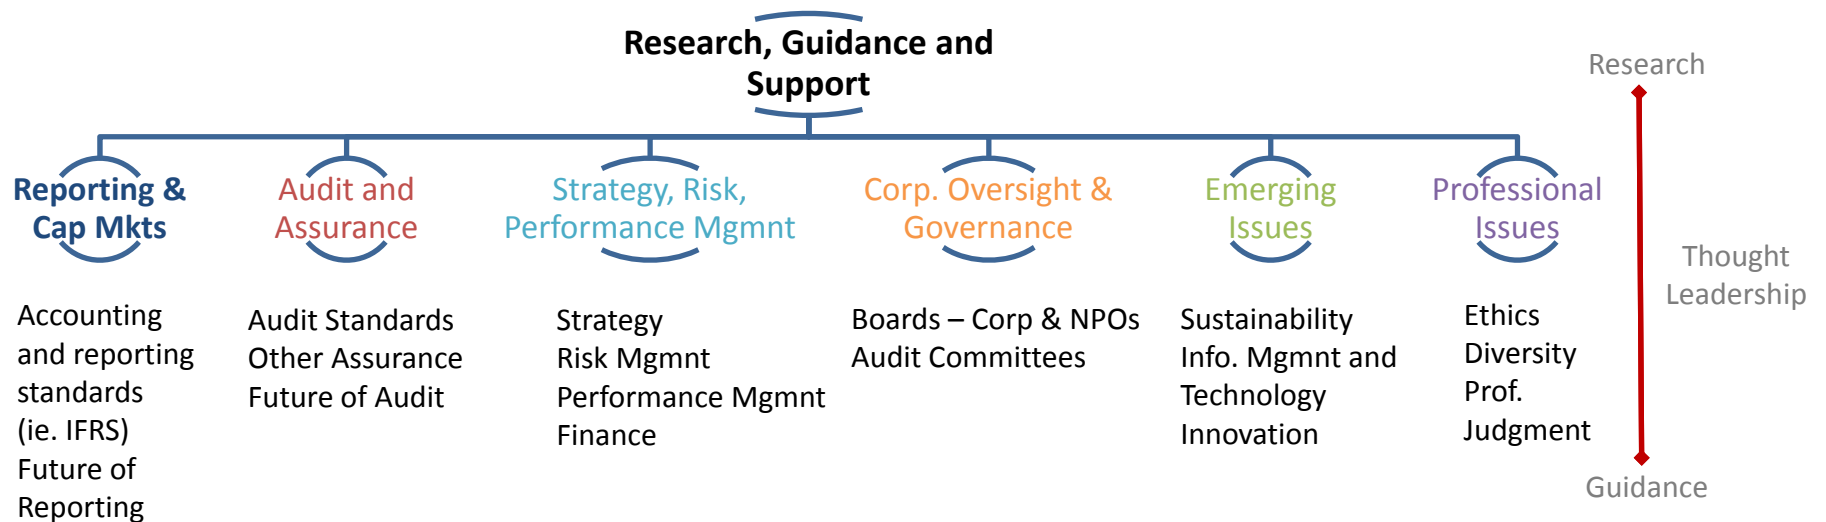 Research, Guidance and
Support
Research
Reporting &
Cap Mkts
Audit and
Assurance
Strategy, Risk,
Performance Mgmnt
Corp. Oversight &
Governance
Emerging
Issues
Professional
Issues
Thought
Leadership
Accounting
and reporting
standards
(ie. IFRS)
Future of
Reporting
Audit Standards
Other Assurance
Future of Audit
Strategy
Risk Mgmnt
Performance Mgmnt
Finance
Boards – Corp & NPOs
Audit Committees
Sustainability
Info. Mgmnt and
Technology
Innovation
Ethics
Diversity
Prof.
Judgment
Guidance